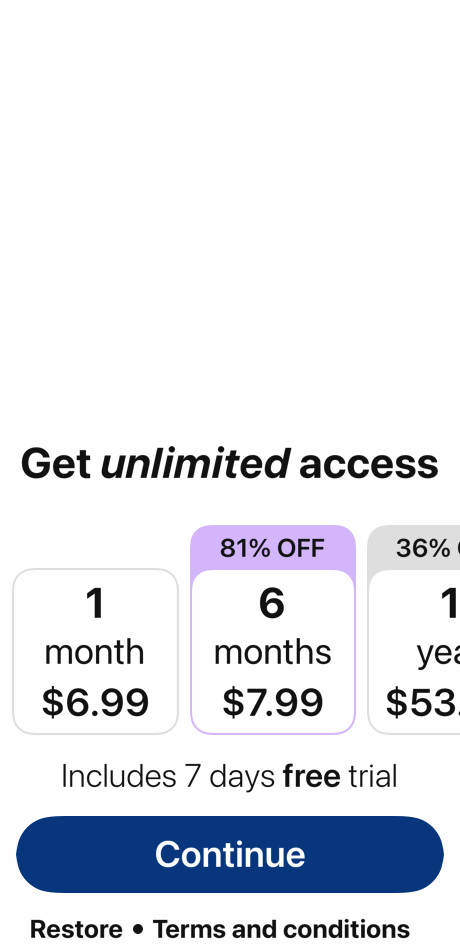 Get unlimited access
81% OFF
36%
1
month
$6.99
6
months
$7.99
1
$53.
Includes 7 days free trial
Continue
Restore • Terms and conditions